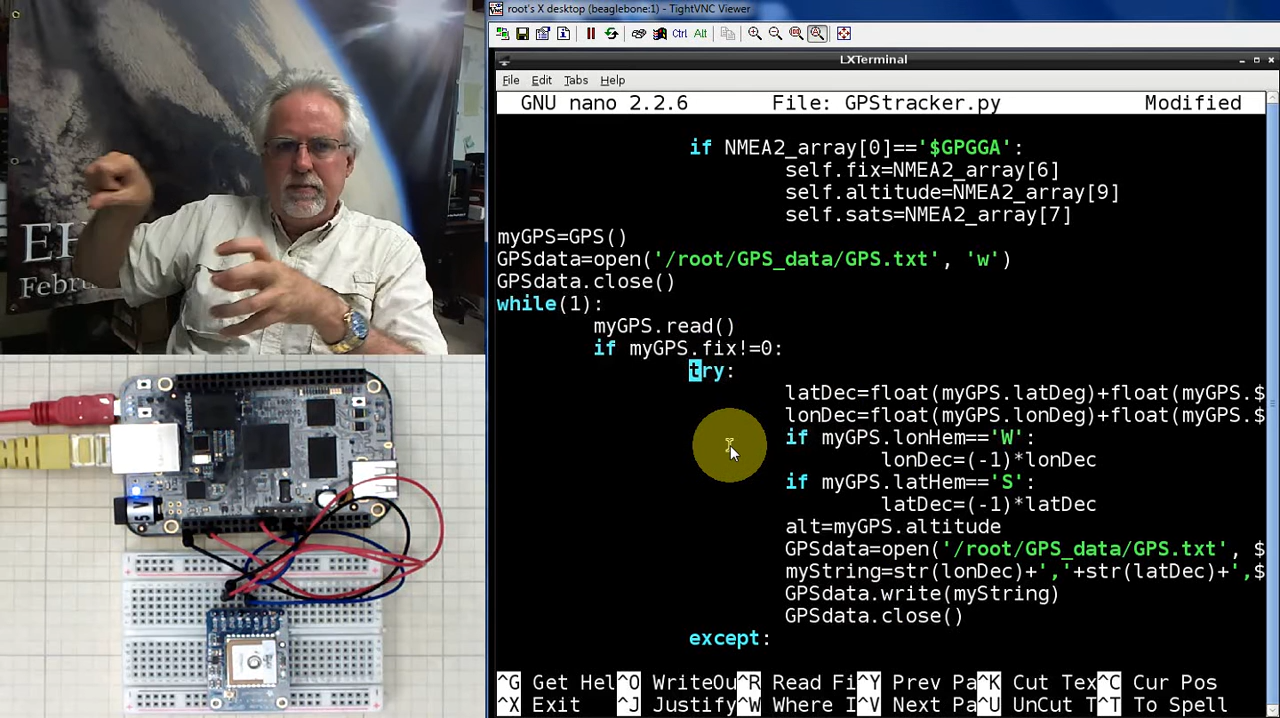 root's X desktop (beaglebone:1) - TightVNC Viewer
Ctrl Alt
LXTerminal
File Edit Tabs Help
GNU nano 2.2.6 File: GPStracker.py Modified
if NMEA2_array[0]=='$GPGGA':
self.fix=NMEA2_array[6]
self.altitude=NMEA2_array[9]
self.sats=NMEA2_array[7]
myGPS=GPS()
GPSdata=open('/root/GPS_data/GPS.txt', 'w')
GPSdata.close()
while(1):
myGPS.read()
if myGPS.fix!=0:
try:
latDec=float(myGPS.latDeg)+float(myGPS.$
lonDec=float(myGPS.lonDeg)+float(myGPS.$
if myGPS.lonHem=='W':
lonDec=(-1)*lonDec
if myGPS.latHem=='S':
latDec=(-1)*latDec
alt=myGPS.altitude
GPSdata=open('/root/GPS_data/GPS.txt', $
myString=str(lonDec)+','+str(latDec)+',$
GPSdata.write(myString)
GPSdata.close()
except:
^G Get Hel^O WriteOu^R Read Fi^Y Prev Pa^K Cut Tex^C Cur Pos
^X Exit ^J Justify^W Where I^V Next Pa^U UnCut T^T To Spell
Febru
element14
5V